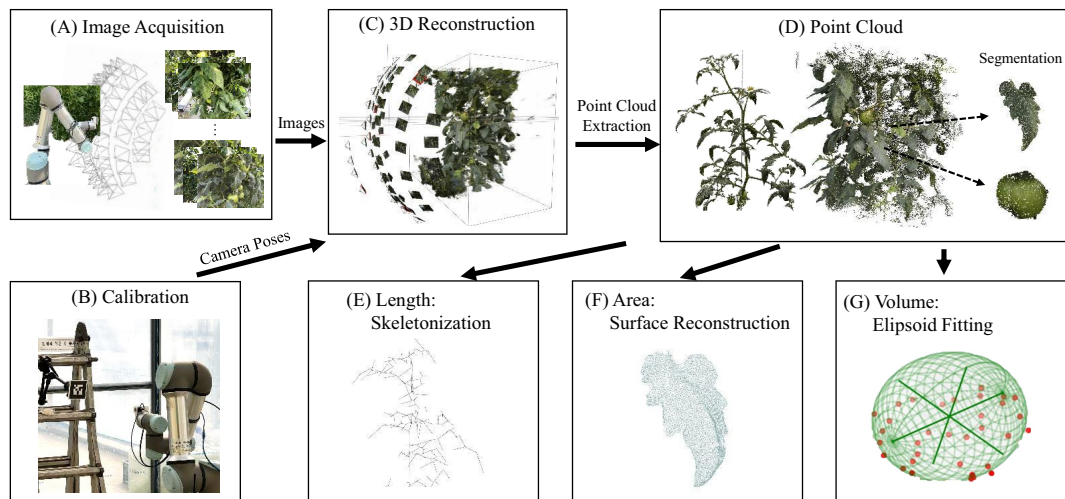 (A) Image Acquisition
Images
(C) 3D Reconstruction
Point Cloud
Extraction
(D) Point Cloud
Segmentation
Camera Poses
(B) Calibration
(E) Length:
Skeletonization
(F) Area:
Surface Reconstruction
(G) Volume:
Elipsoid Fitting